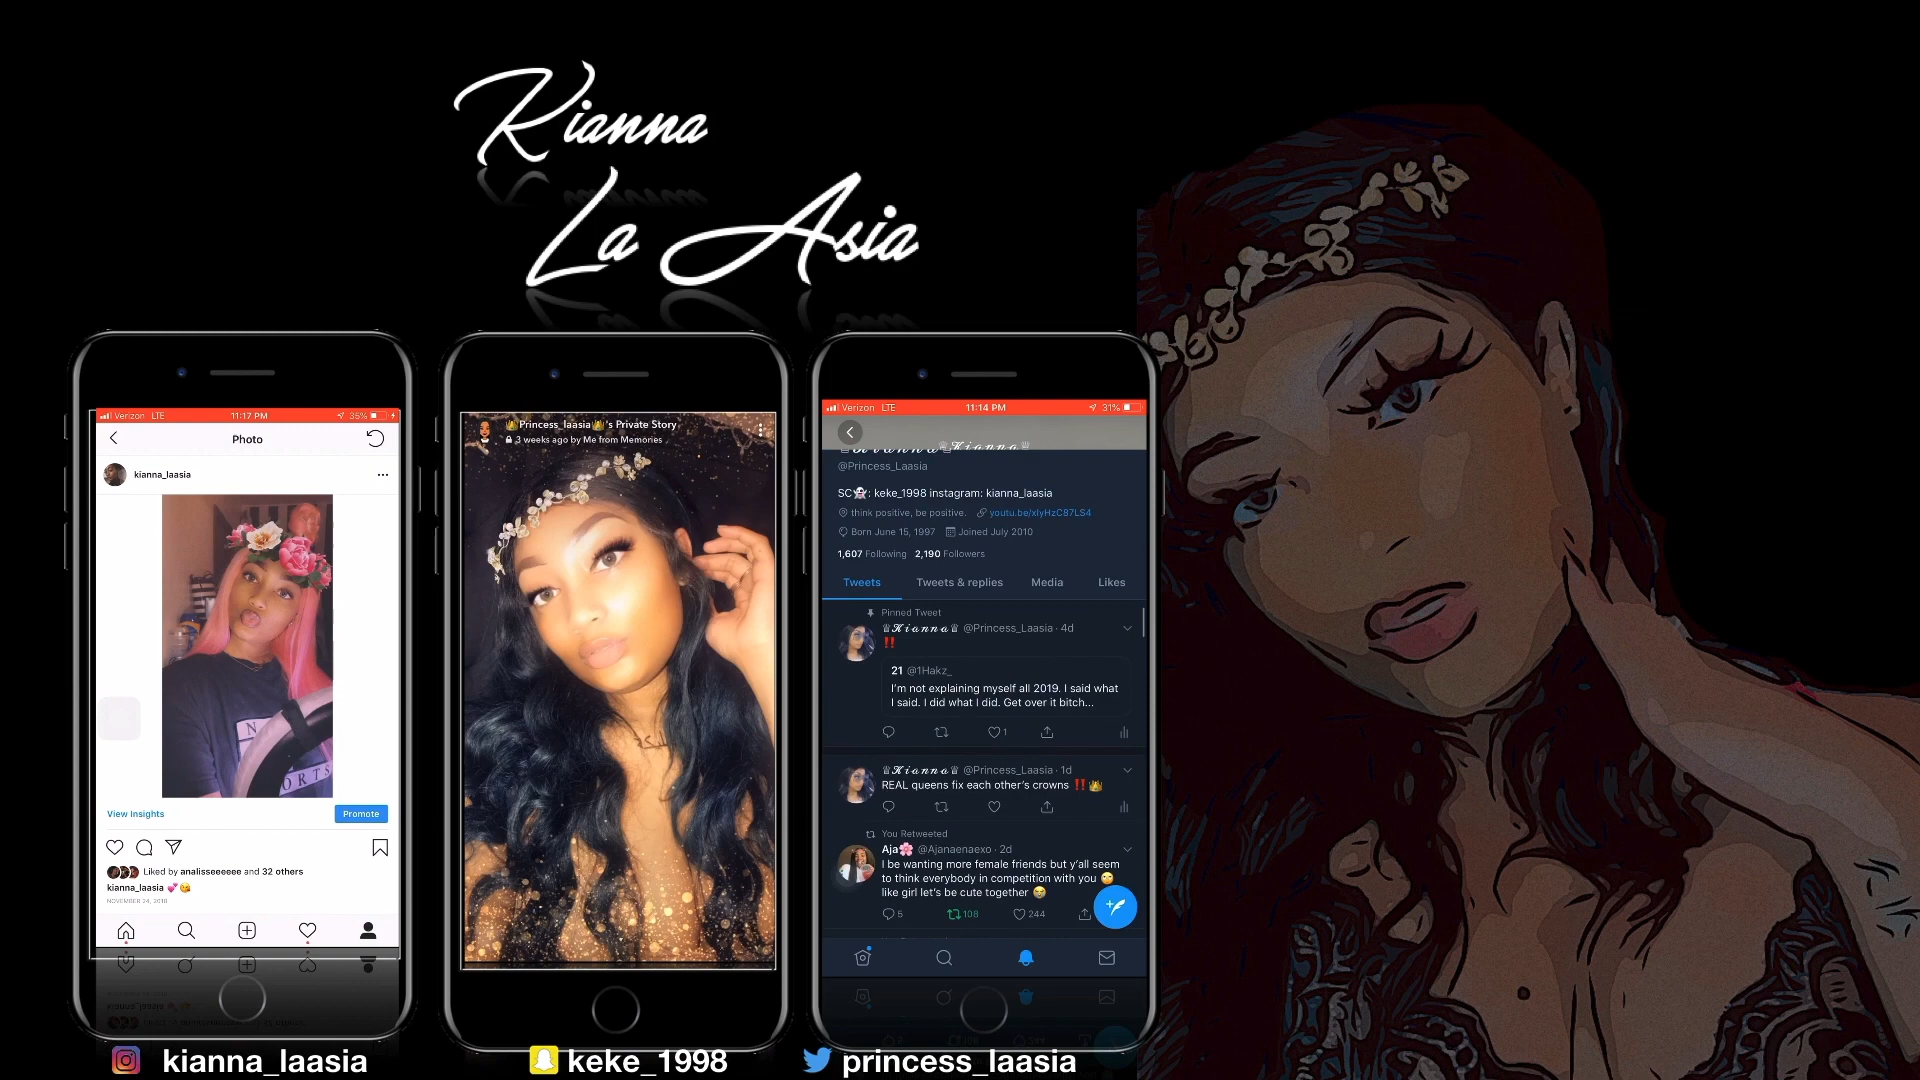 Kianna
La Asia
Verizon LTE
11:17 PM
35%
Photo
kianna_laasia
View Insights
Promote
Liked by analisseeeeee and 32 others
kianna_laasia 💕😘
NOVEMBER 24, 2018
👑Princess_laasia👑's Private Story
3 weeks ago by Me from Memories
Verizon LTE
11:14 PM
31%
@Princess_Laasia
SC👻: keke_1998 instagram: kianna_laasia
think positive, be positive. youtu.be/xlyHzC87LS4
Born June 15, 1997 Joined July 2010
1,607 Following 2,190 Followers
Tweets Tweets & replies Media Likes
Pinned Tweet
♕𝒦𝒾𝒶𝓃𝓃𝒶♕ @Princess_Laasia · 4d
‼️
21 @1Hakz_
I'm not explaining myself all 2019. I said what
I said. I did what I did. Get over it bitch...
1
♕𝒦𝒾𝒶𝓃𝓃𝒶♕ @Princess_Laasia · 1d
REAL queens fix each other's crowns ‼️👑
You Retweeted
Aja🌸 @Ajanaenaexo · 2d
I be wanting more female friends but y'all seem
to think everybody in competition with you 🙄
like girl let's be cute together 😭
5 108 244
kianna_laasia
keke_1998
princess_laasia